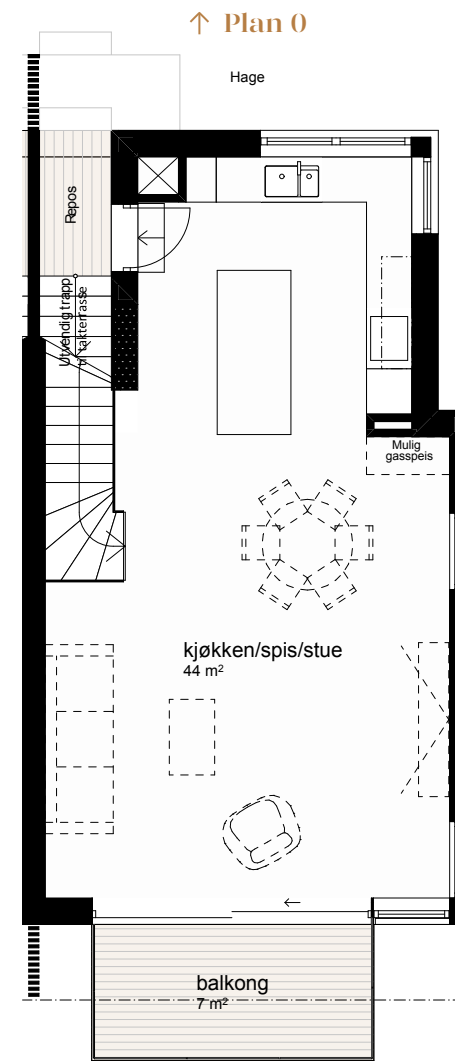 ↑ Plan 0
Hage
Repos
Utvendig trapp
til takterrasse
Mulig
gasspeis
kjøkken/spis/stue
44 m²
balkong
7 m²